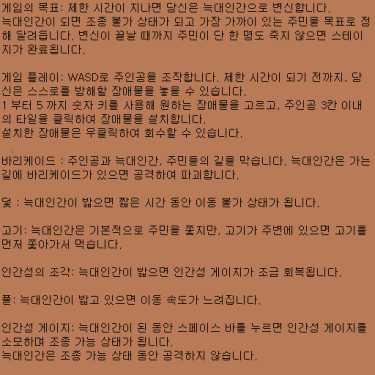 게임의 목표: 제한 시간이 지나면 당신은 늑대인간으로 변신합니다.
늑대인간이 되면 조종 불가 상태가 되고 가장 가까이 있는 주민을 목표로 정
해 달려듭니다. 변신이 끝날 때까지 주민이 단 한 명도 죽지 않으면 스테이
지가 완료됩니다.
게임 플레이: WASD로 주인공을 조작합니다. 제한 시간이 되기 전까지, 당
신은 스스로를 방해할 장애물을 놓을 수 있습니다.
1 부터 5 까지 숫자 키를 사용해 원하는 장애물을 고르고, 주인공 3칸 이내
의 타일을 클릭하여 장애물을 설치합니다.
설치한 장애물은 우클릭하여 회수할 수 있습니다.
바리케이드 : 주인공과 늑대인간, 주민들의 길을 막습니다. 늑대인간은 가는
길에 바리케이드가 있으면 공격하여 파괴합니다.
덫 : 늑대인간이 밟으면 짧은 시간 동안 이동 불가 상태가 됩니다.
고기: 늑대인간은 기본적으로 주민을 쫓지만, 고기가 주변에 있으면 고기를
먼저 쫓아가서 먹습니다.
인간성의 조각: 늑대인간이 밟으면 인간성 게이지가 조금 회복됩니다.
풀: 늑대인간이 밟고 있으면 이동 속도가 느려집니다.
인간성 게이지: 늑대인간이 된 동안 스페이스 바를 누르면 인간성 게이지를
소모하며 조종 가능 상태가 됩니다.
늑대인간은 조종 가능 상태 동안 공격하지 않습니다.